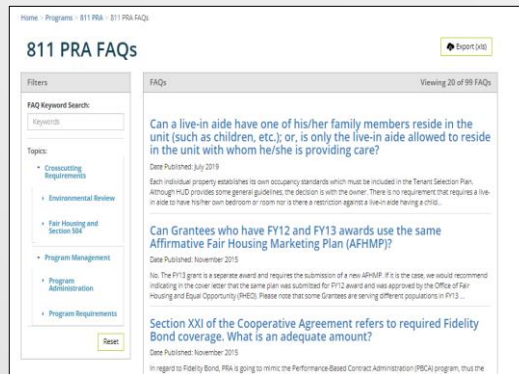 Home > Programs > 811 PRA > 811 PRA FAQs
811 PRA FAQs
Export (xls)
Filters
FAQ Keyword Search:
Keywords
Topics:
Crosscutting
Requirements
Environmental Review
Fair Housing and
Section 504
Program Management
Program
Administration
Program Requirements
Reset
FAQs
Viewing 20 of 99 FAQs
Can a live-in aide have one of his/her family members reside in the
unit (such as children, etc.); or, is only the live-in aide allowed to reside
in the unit with whom he/she is providing care?
Date Published: July 2019
Each individual property establishes its own occupancy standards which must be included in the Tenant Selection Plan.
Although HUD provides some general guidelines, the decision is with the owner. There is no requirement that requires a live-
in aide to have his/her own bedroom or room nor is there a restriction against a live-in aide having a child...
Can Grantees who have FY12 and FY13 awards use the same
Affirmative Fair Housing Marketing Plan (AFHMP)?
Date Published: November 2015
No. The FY13 grant is a separate award and requires the submission of a new AFHMP. If it is the case, we would recommend
indicating in the cover letter that the same plan was submitted for FY12 award and was approved by the Office of Fair
Housing and Equal Opportunity (FHEO). Please note that some Grantees are serving different populations in FY13 ...
Section XXI of the Cooperative Agreement refers to required Fidelity
Bond coverage. What is an adequate amount?
Date Published: November 2015
In regard to Fidelity Bond, PRA is going to mimic the Performance-Based Contract Administration (PBCA) program, thus the